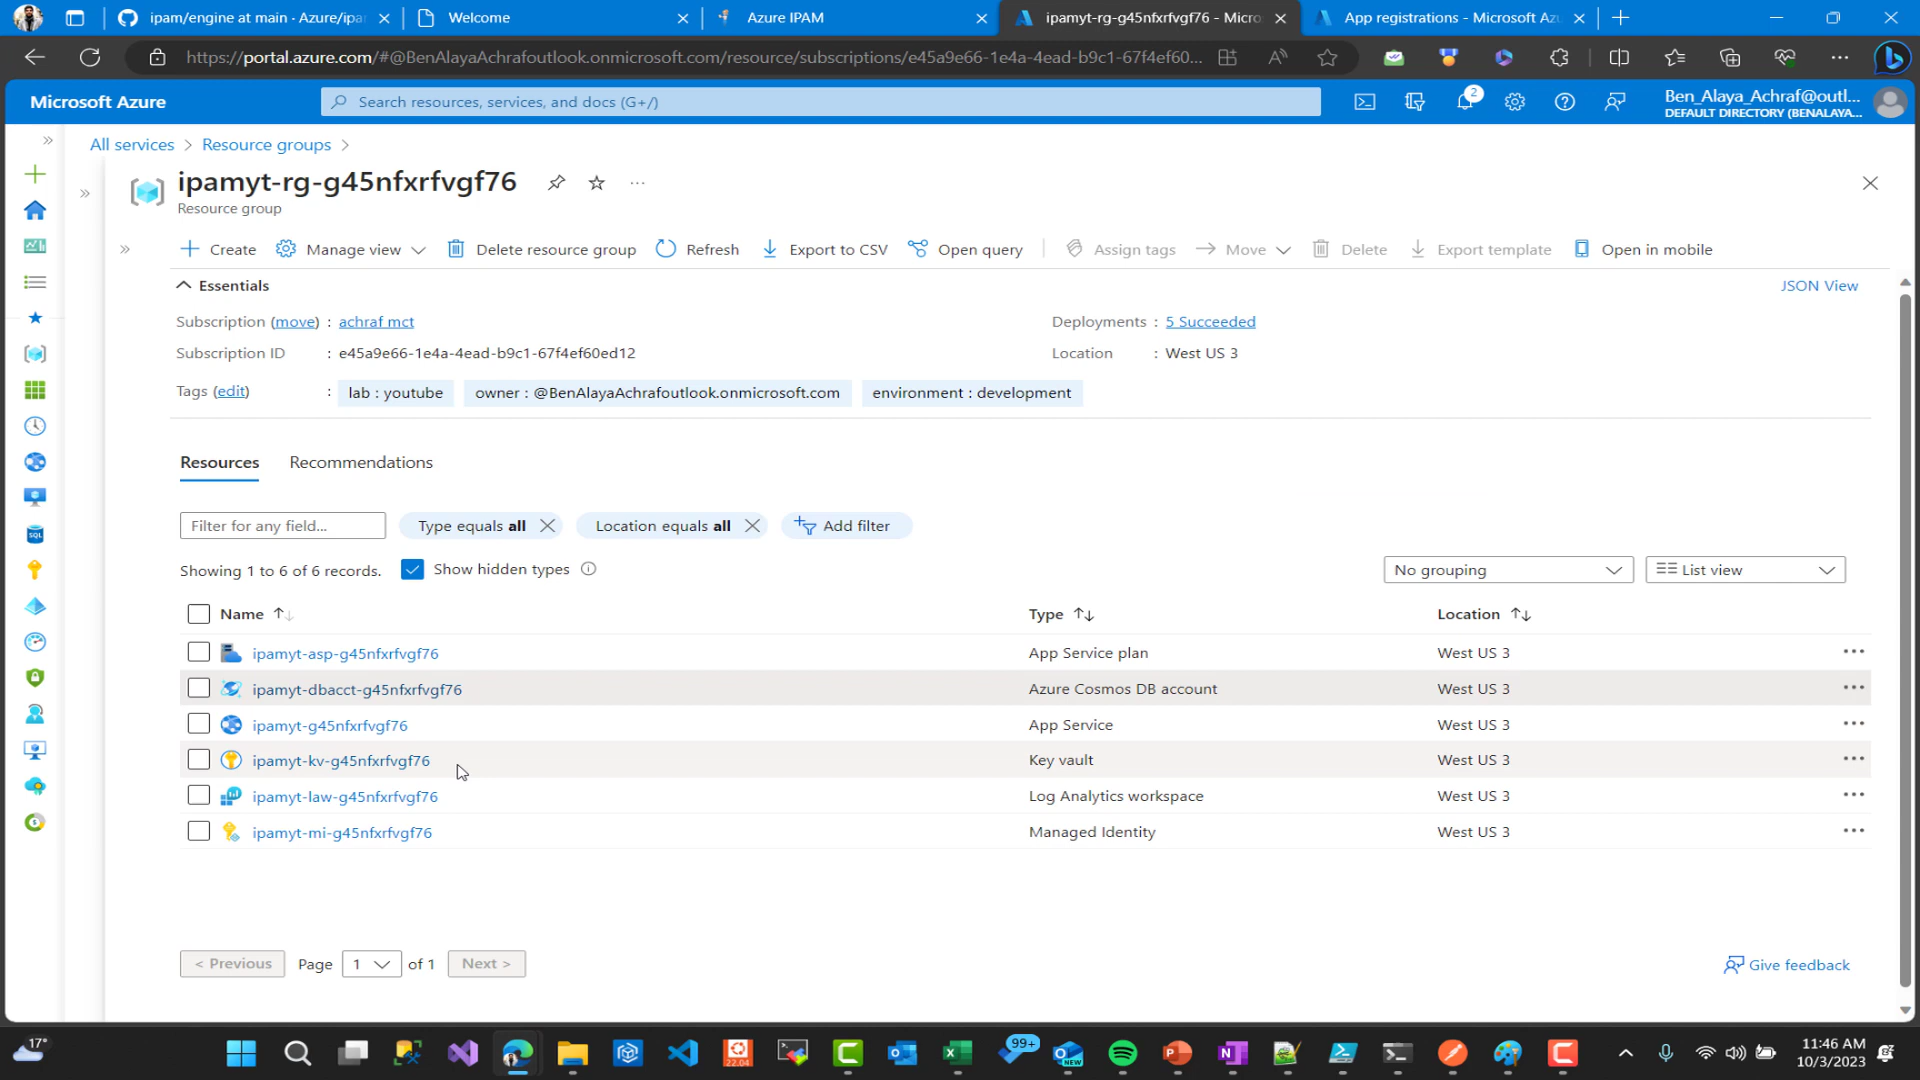 ipam/engine at main · Azure/ipa
Welcome
Azure IPAM
ipamyt-rg-g45nfxrfvgf76 - Micro
App registrations - Microsoft Az
https://portal.azure.com/#@BenAlayaAchrafoutlook.onmicrosoft.com/resource/subscriptions/e45a9e66-1e4a-4ead-b9c1-67f4ef60...
Microsoft Azure
Search resources, services, and docs (G+/)
2
Ben_Alaya_Achraf@outl...
DEFAULT DIRECTORY (BENALAYA...
All services > Resource groups >
ipamyt-rg-g45nfxrfvgf76
Resource group
Create Manage view Delete resource group Refresh Export to CSV Open query Assign tags Move Delete Export template Open in mobile
Essentials
JSON View
Subscription (move) : achraf mct
Deployments : 5 Succeeded
Subscription ID : e45a9e66-1e4a-4ead-b9c1-67f4ef60ed12
Location : West US 3
Tags (edit) : lab : youtube owner : @BenAlayaAchrafoutlook.onmicrosoft.com environment : development
Resources Recommendations
Filter for any field... Type equals all Location equals all Add filter
Showing 1 to 6 of 6 records. Show hidden types
No grouping List view
Name Type Location
ipamyt-asp-g45nfxrfvgf76 App Service plan West US 3
ipamyt-dbacct-g45nfxrfvgf76 Azure Cosmos DB account West US 3
ipamyt-g45nfxrfvgf76 App Service West US 3
ipamyt-kv-g45nfxrfvgf76 Key vault West US 3
ipamyt-law-g45nfxrfvgf76 Log Analytics workspace West US 3
ipamyt-mi-g45nfxrfvgf76 Managed Identity West US 3
< Previous Page 1 of 1 Next >
Give feedback
17°
SQL
22.04
99+
NEW
11:46 AM
10/3/2023